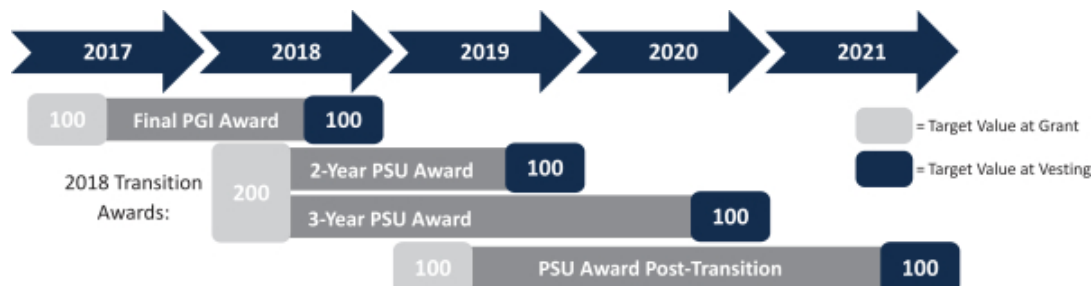 2017 2018 2019 2020 2021
100 Final PGI Award 100
= Target Value at Grant
= Target Value at Vesting
2018 Transition
Awards:
200
2-Year PSU Award 100
3-Year PSU Award 100
100 PSU Award Post-Transition 100